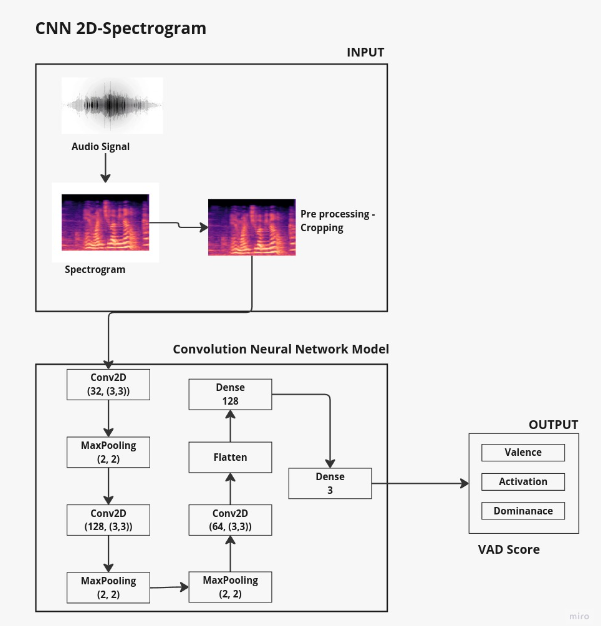 CNN 2D-Spectrogram
INPUT
Audio Signal
Pre processing -
Cropping
Spectrogram
Convolution Neural Network Model
Conv2D
(32, (3,3))
MaxPooling
(2, 2)
Conv2D
(128, (3,3))
MaxPooling
(2, 2)
MaxPooling
(2, 2)
Conv2D
(64, (3,3))
Flatten
Dense
128
Dense
3
OUTPUT
Valence
Activation
Dominanace
VAD Score
miro